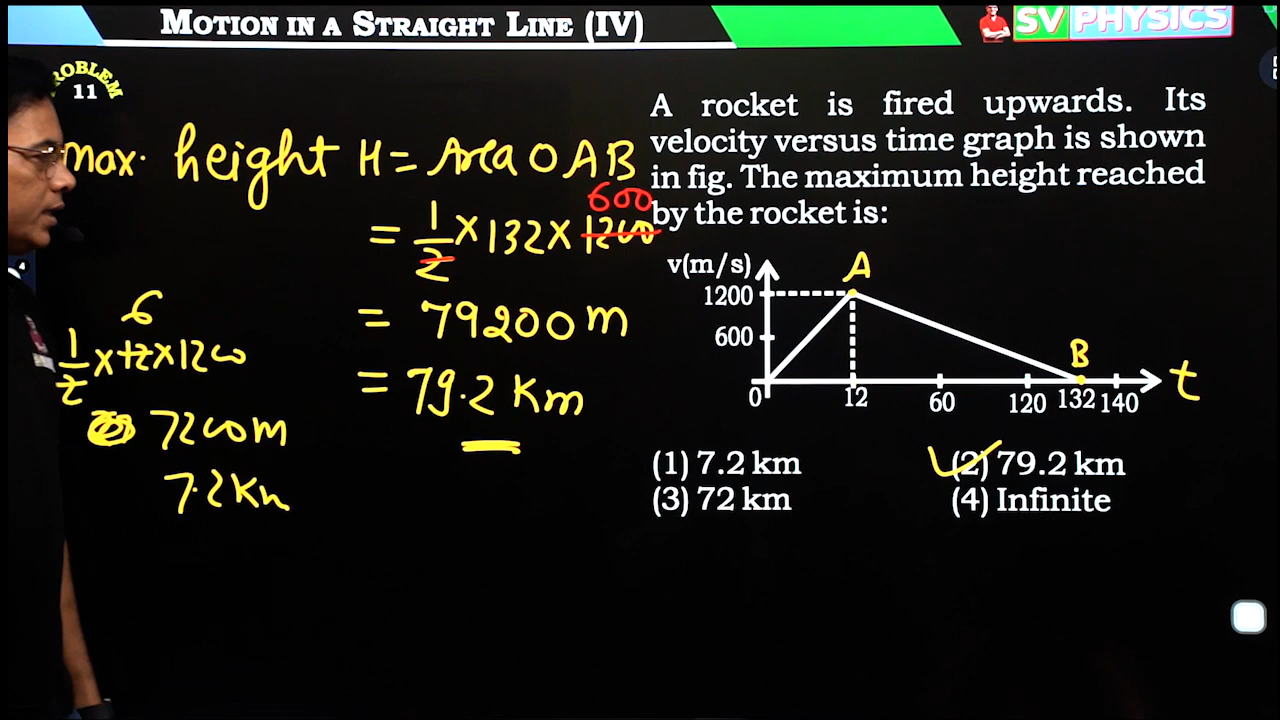 MOTION IN A STRAIGHT LINE (IV)
SV PHYSICS
PROBLEM
11
max. height H = Area OAB
600
= 1/2 × 132 × 1200
= 79200 m
= 79.2 Km
6
1/2 × 12 × 1200
7200 m
7.2 Km
A rocket is fired upwards. Its
velocity versus time graph is shown
in fig. The maximum height reached
by the rocket is:
v(m/s)
A
1200
600
B
t
0 12 60 120 132 140
(1) 7.2 km (2) 79.2 km
(3) 72 km (4) Infinite